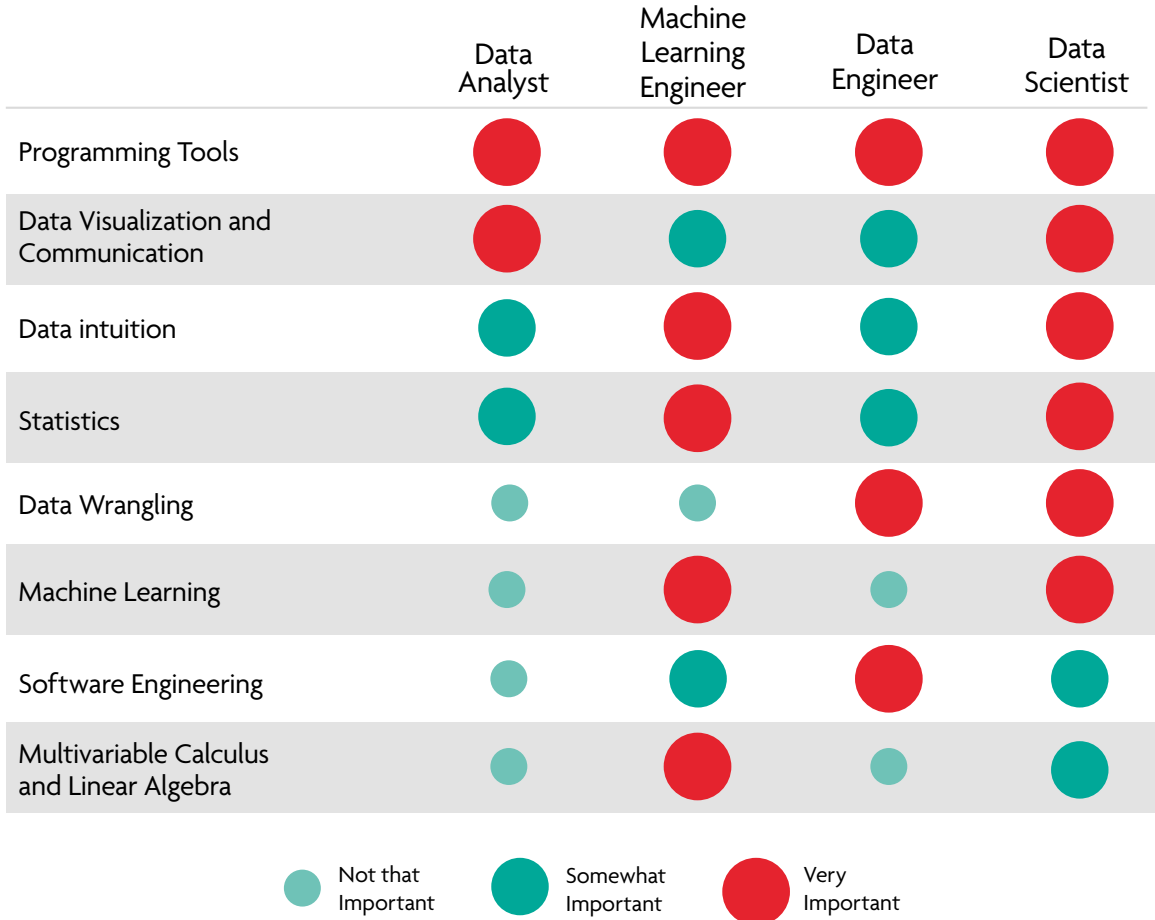 Data
Analyst
Machine
Learning
Engineer
Data
Engineer
Data
Scientist
Programming Tools
Data Visualization and
Communication
Data intuition
Statistics
Data Wrangling
Machine Learning
Software Engineering
Multivariable Calculus
and Linear Algebra
Not that
Important
Somewhat
Important
Very
Important